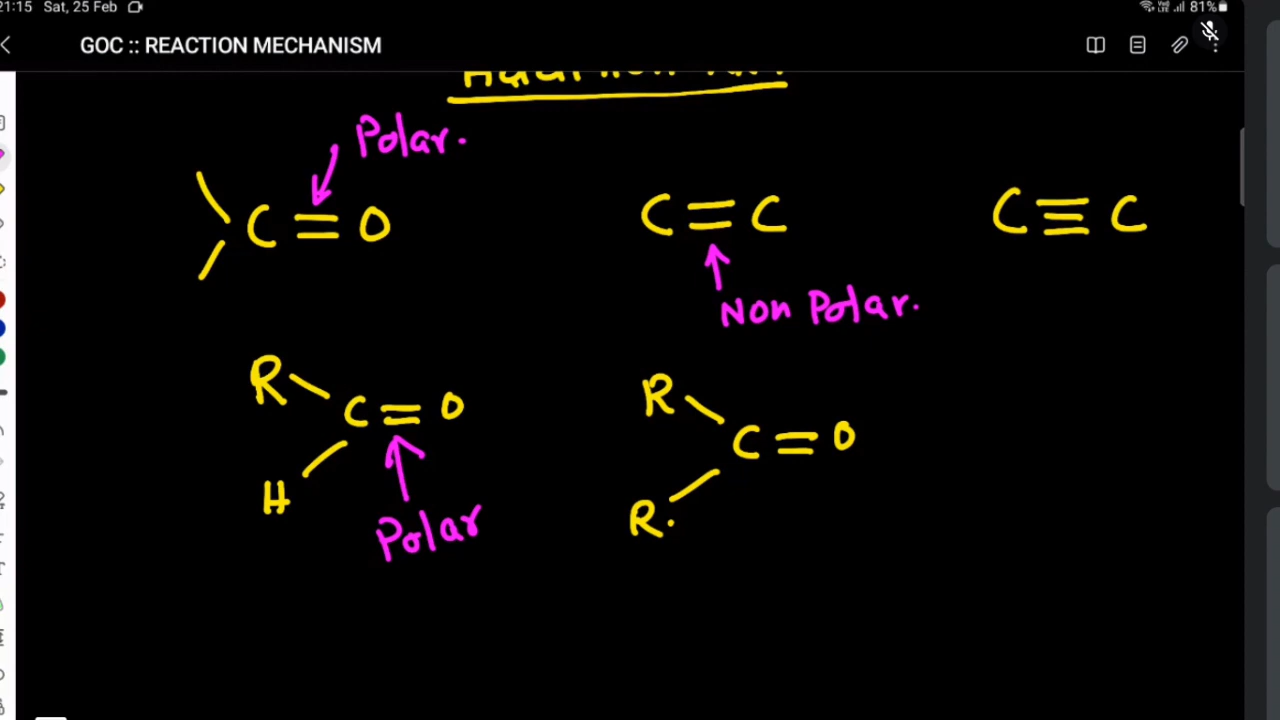 21:15 Sat, 25 Feb 81%
GOC :: REACTION MECHANISM
Polar.
C = O
C = C
C ≡ C
Non Polar.
R
C = O
H
Polar
R
C = O
R.